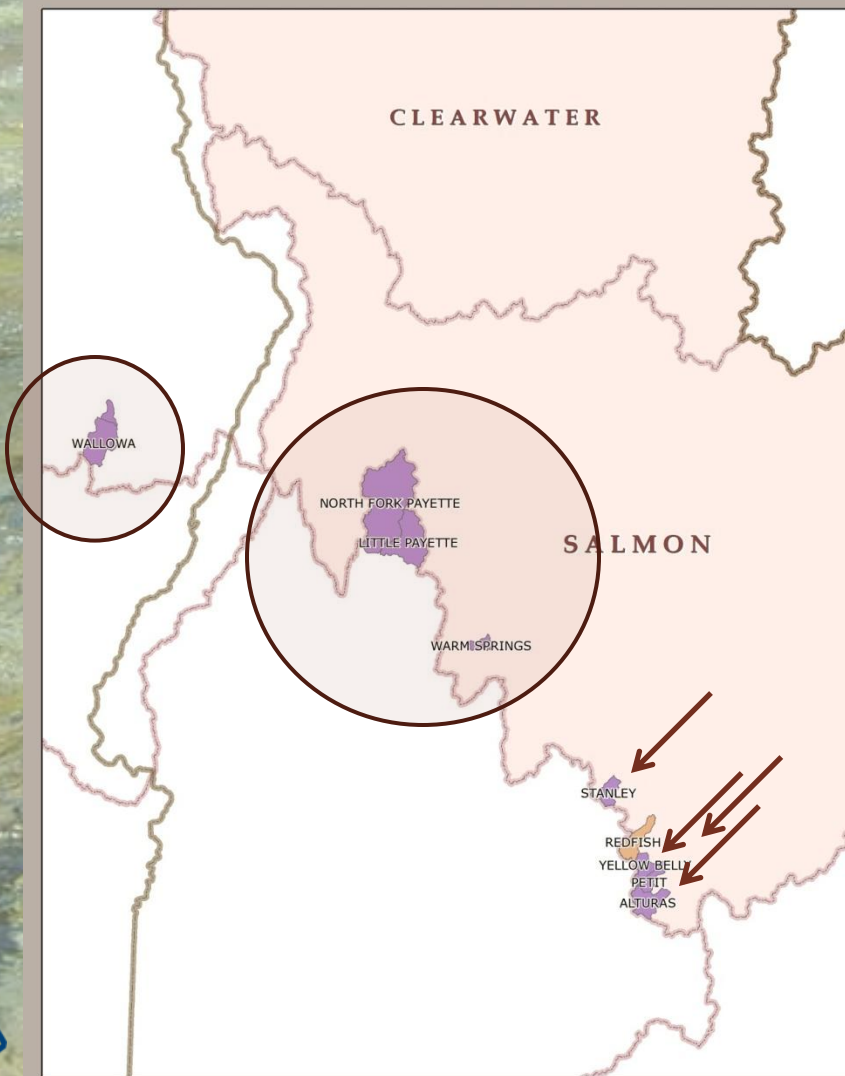 CLEARWATER
WALLOWA
NORTH FORK PAYETTE
LITTLE PAYETTE
SALMON
WARM SPRINGS
STANLEY
REDFISH
YELLOW BELLY
PETIT
ALTURAS